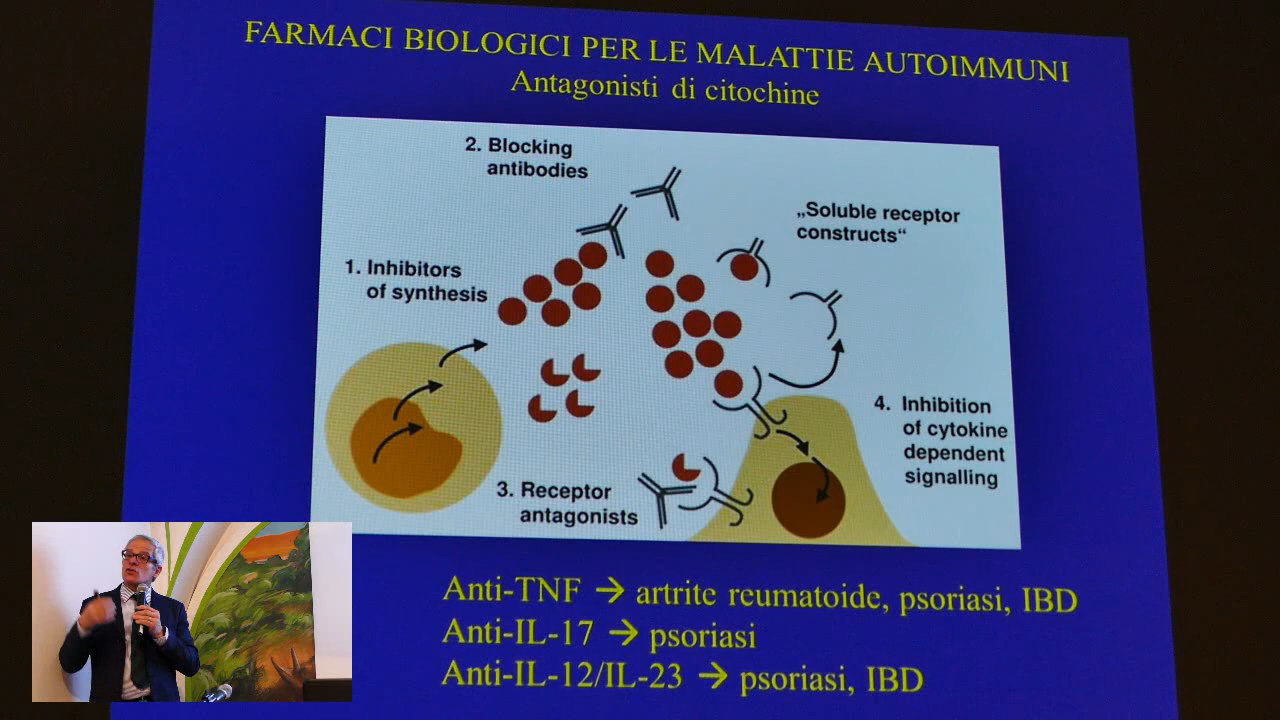 FARMACI BIOLOGICI PER LE MALATTIE AUTOIMMUNI
Antagonisti di citochine
2. Blocking
antibodies
„Soluble receptor
constructs“
1. Inhibitors
of synthesis
4. Inhibition
of cytokine
dependent
signalling
3. Receptor
antagonists
Anti-TNF → artrite reumatoide, psoriasi, IBD
Anti-IL-17 → psoriasi
Anti-IL-12/IL-23 → psoriasi, IBD